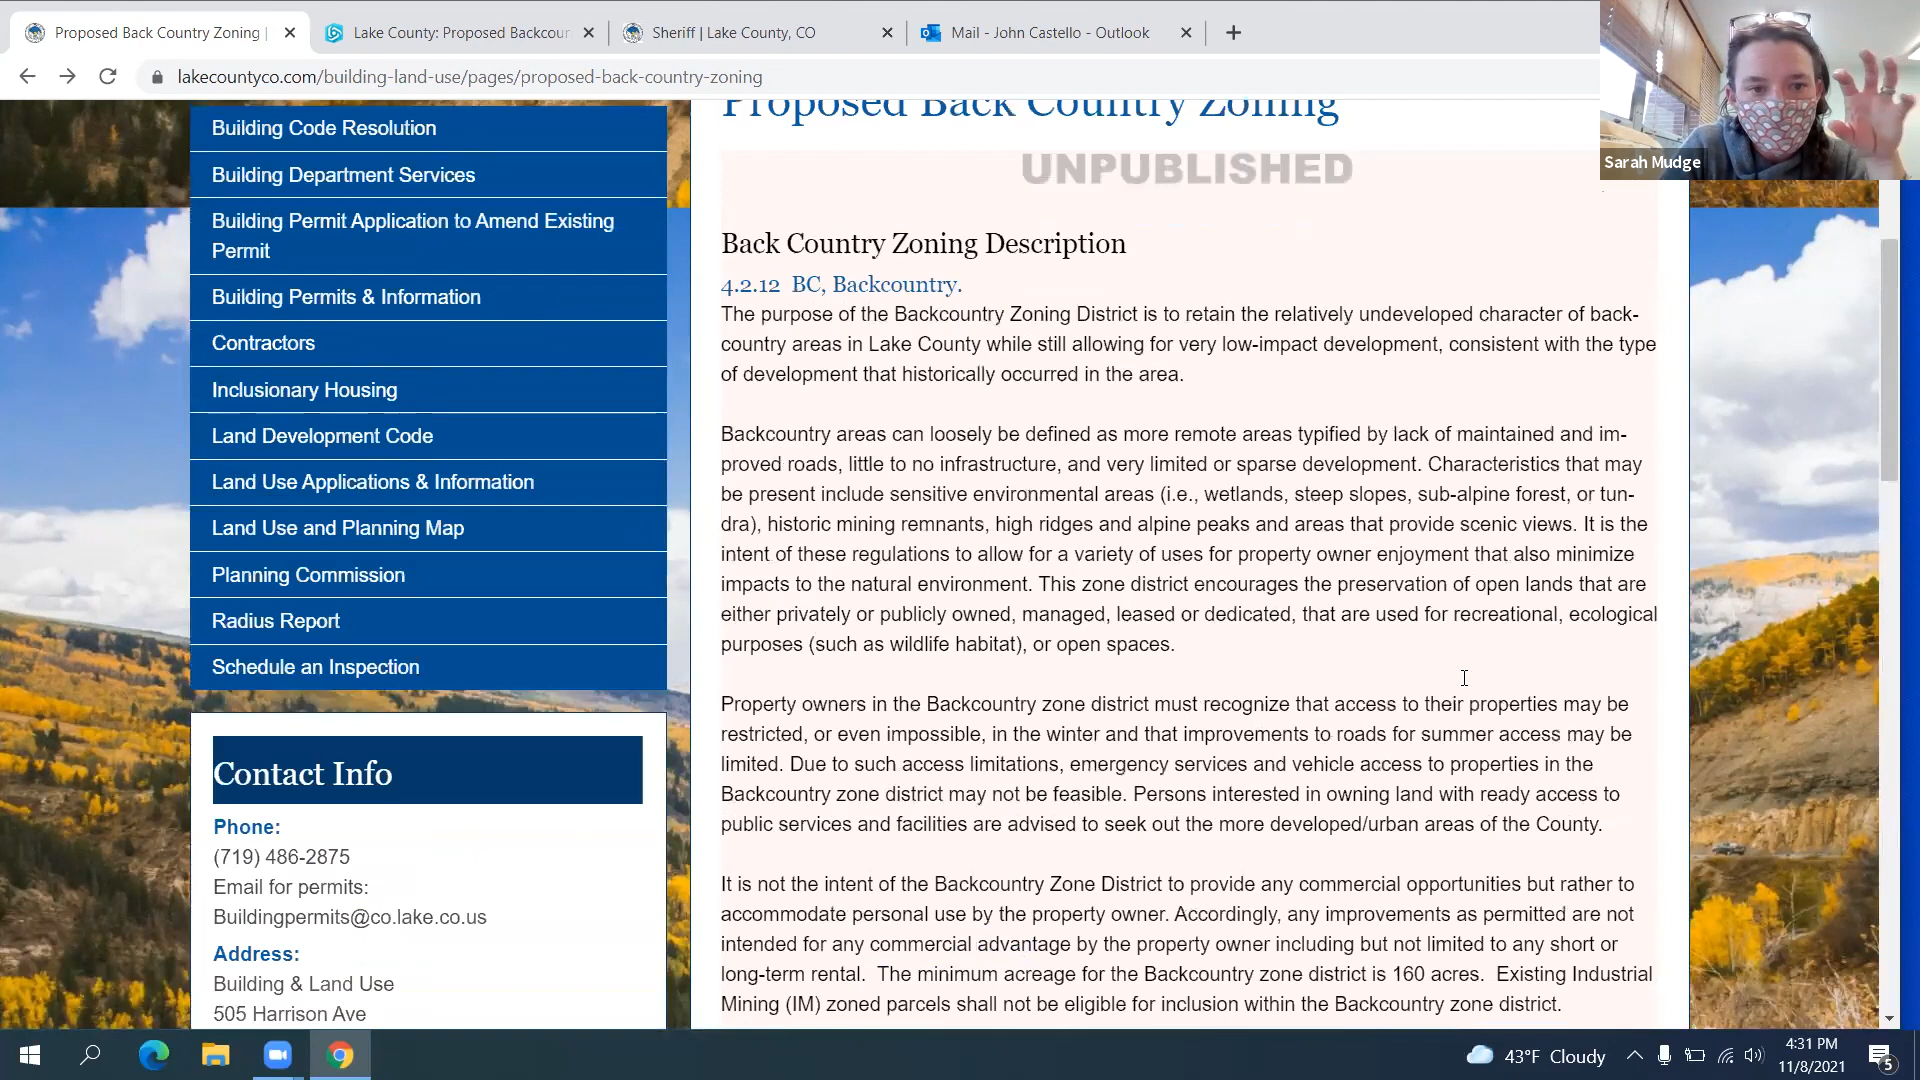 Proposed Back Country Zoning |
Lake County: Proposed Backcour
Sheriff | Lake County, CO
Mail - John Castello - Outlook
lakecountyco.com/building-land-use/pages/proposed-back-country-zoning
Sarah Mudge
Building Code Resolution
Building Department Services
Building Permit Application to Amend Existing
Permit
Building Permits & Information
Contractors
Inclusionary Housing
Land Development Code
Land Use Applications & Information
Land Use and Planning Map
Planning Commission
Radius Report
Schedule an Inspection
Contact Info
Phone:
(719) 486-2875
Email for permits:
Buildingpermits@co.lake.co.us
Address:
Building & Land Use
505 Harrison Ave
Proposed Back Country Zoning
UNPUBLISHED
Back Country Zoning Description
4.2.12 BC, Backcountry.
The purpose of the Backcountry Zoning District is to retain the relatively undeveloped character of back-
country areas in Lake County while still allowing for very low-impact development, consistent with the type
of development that historically occurred in the area.
Backcountry areas can loosely be defined as more remote areas typified by lack of maintained and im-
proved roads, little to no infrastructure, and very limited or sparse development. Characteristics that may
be present include sensitive environmental areas (i.e., wetlands, steep slopes, sub-alpine forest, or tun-
dra), historic mining remnants, high ridges and alpine peaks and areas that provide scenic views. It is the
intent of these regulations to allow for a variety of uses for property owner enjoyment that also minimize
impacts to the natural environment. This zone district encourages the preservation of open lands that are
either privately or publicly owned, managed, leased or dedicated, that are used for recreational, ecological
purposes (such as wildlife habitat), or open spaces.
Property owners in the Backcountry zone district must recognize that access to their properties may be
restricted, or even impossible, in the winter and that improvements to roads for summer access may be
limited. Due to such access limitations, emergency services and vehicle access to properties in the
Backcountry zone district may not be feasible. Persons interested in owning land with ready access to
public services and facilities are advised to seek out the more developed/urban areas of the County.
It is not the intent of the Backcountry Zone District to provide any commercial opportunities but rather to
accommodate personal use by the property owner. Accordingly, any improvements as permitted are not
intended for any commercial advantage by the property owner including but not limited to any short or
long-term rental. The minimum acreage for the Backcountry zone district is 160 acres. Existing Industrial
Mining (IM) zoned parcels shall not be eligible for inclusion within the Backcountry zone district.
43°F Cloudy
4:31 PM
11/8/2021
5